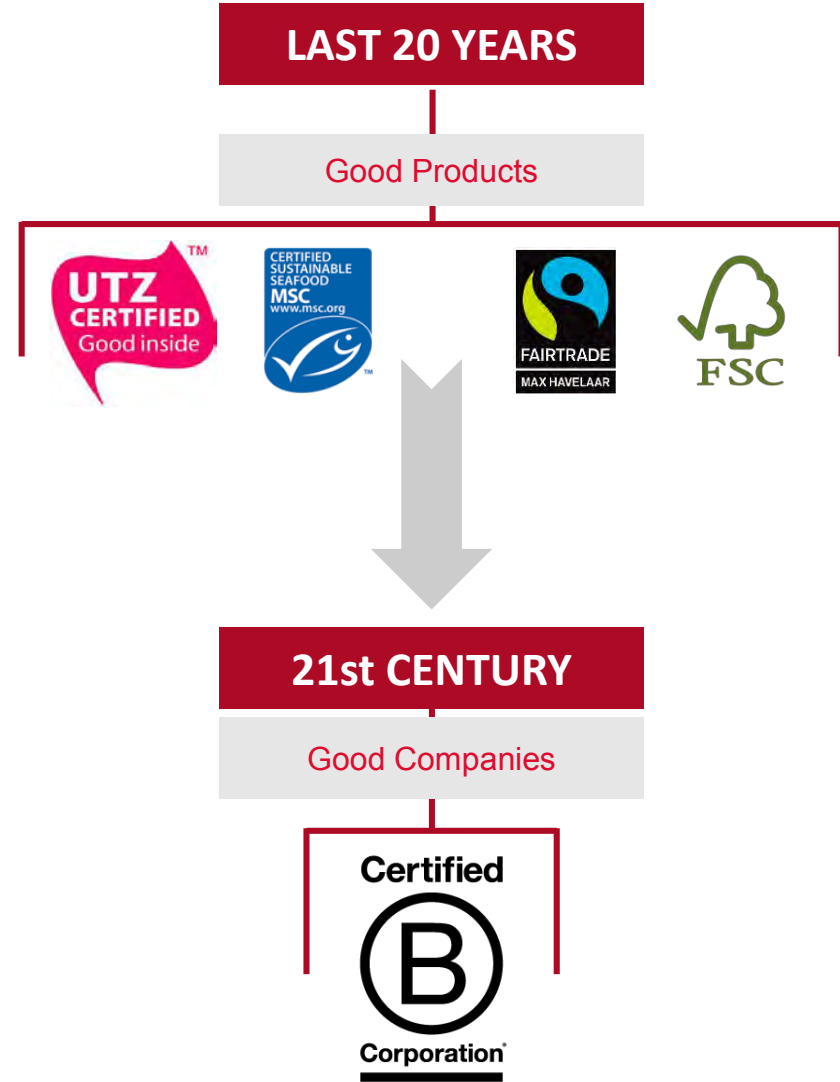 LAST 20 YEARS
Good Products
UTZ
CERTIFIED
Good inside
TM
CERTIFIED
SUSTAINABLE
SEAFOOD
MSC
www.msc.org
TM
FAIRTRADE
MAX HAVELAAR
FSC
21st CENTURY
Good Companies
Certified
B
Corporation®